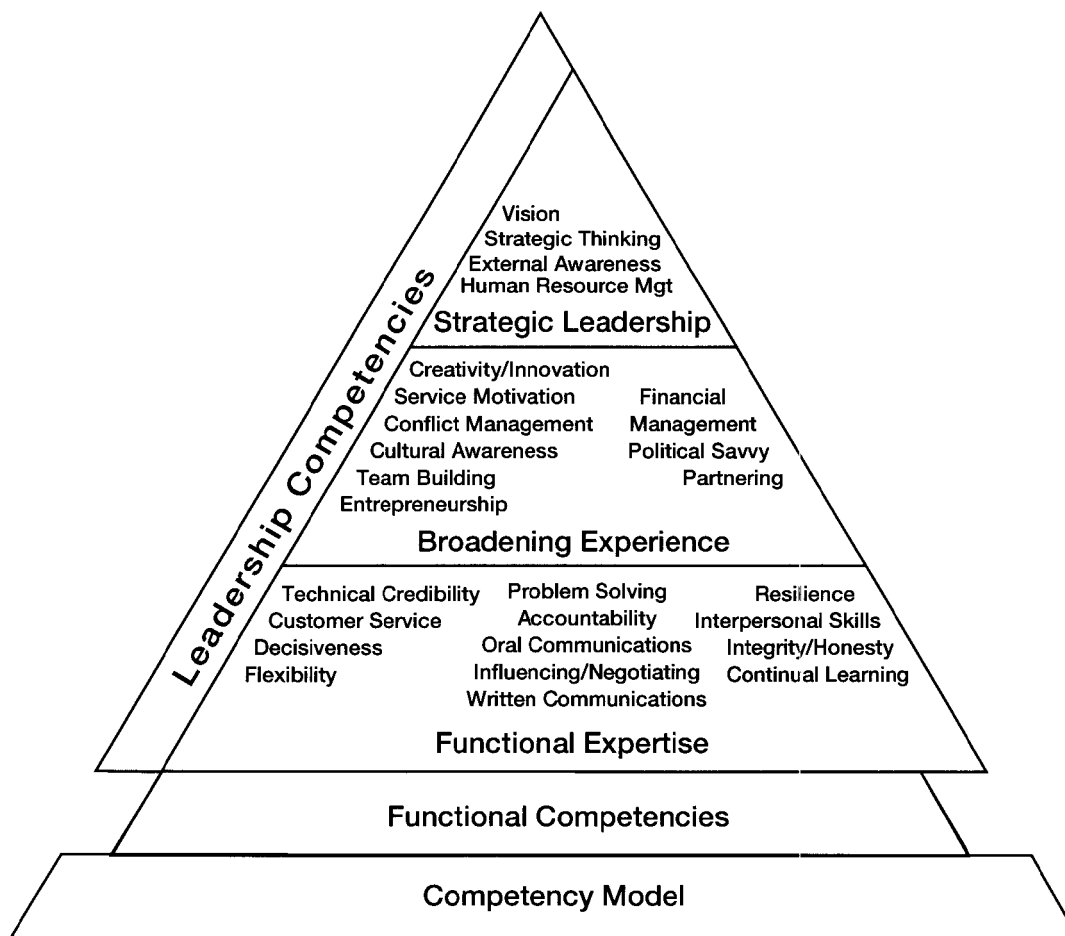 Leadership Competencies
Vision
Strategic Thinking
External Awareness
Human Resource Mgt
Strategic Leadership
Creativity/Innovation
Service Motivation
Conflict Management
Cultural Awareness
Team Building
Entrepreneurship
Financial
Management
Political Savvy
Partnering
Broadening Experience
Technical Credibility
Customer Service
Decisiveness
Flexibility
Problem Solving
Accountability
Oral Communications
Influencing/Negotiating
Written Communications
Resilience
Interpersonal Skills
Integrity/Honesty
Continual Learning
Functional Expertise
Functional Competencies
Competency Model